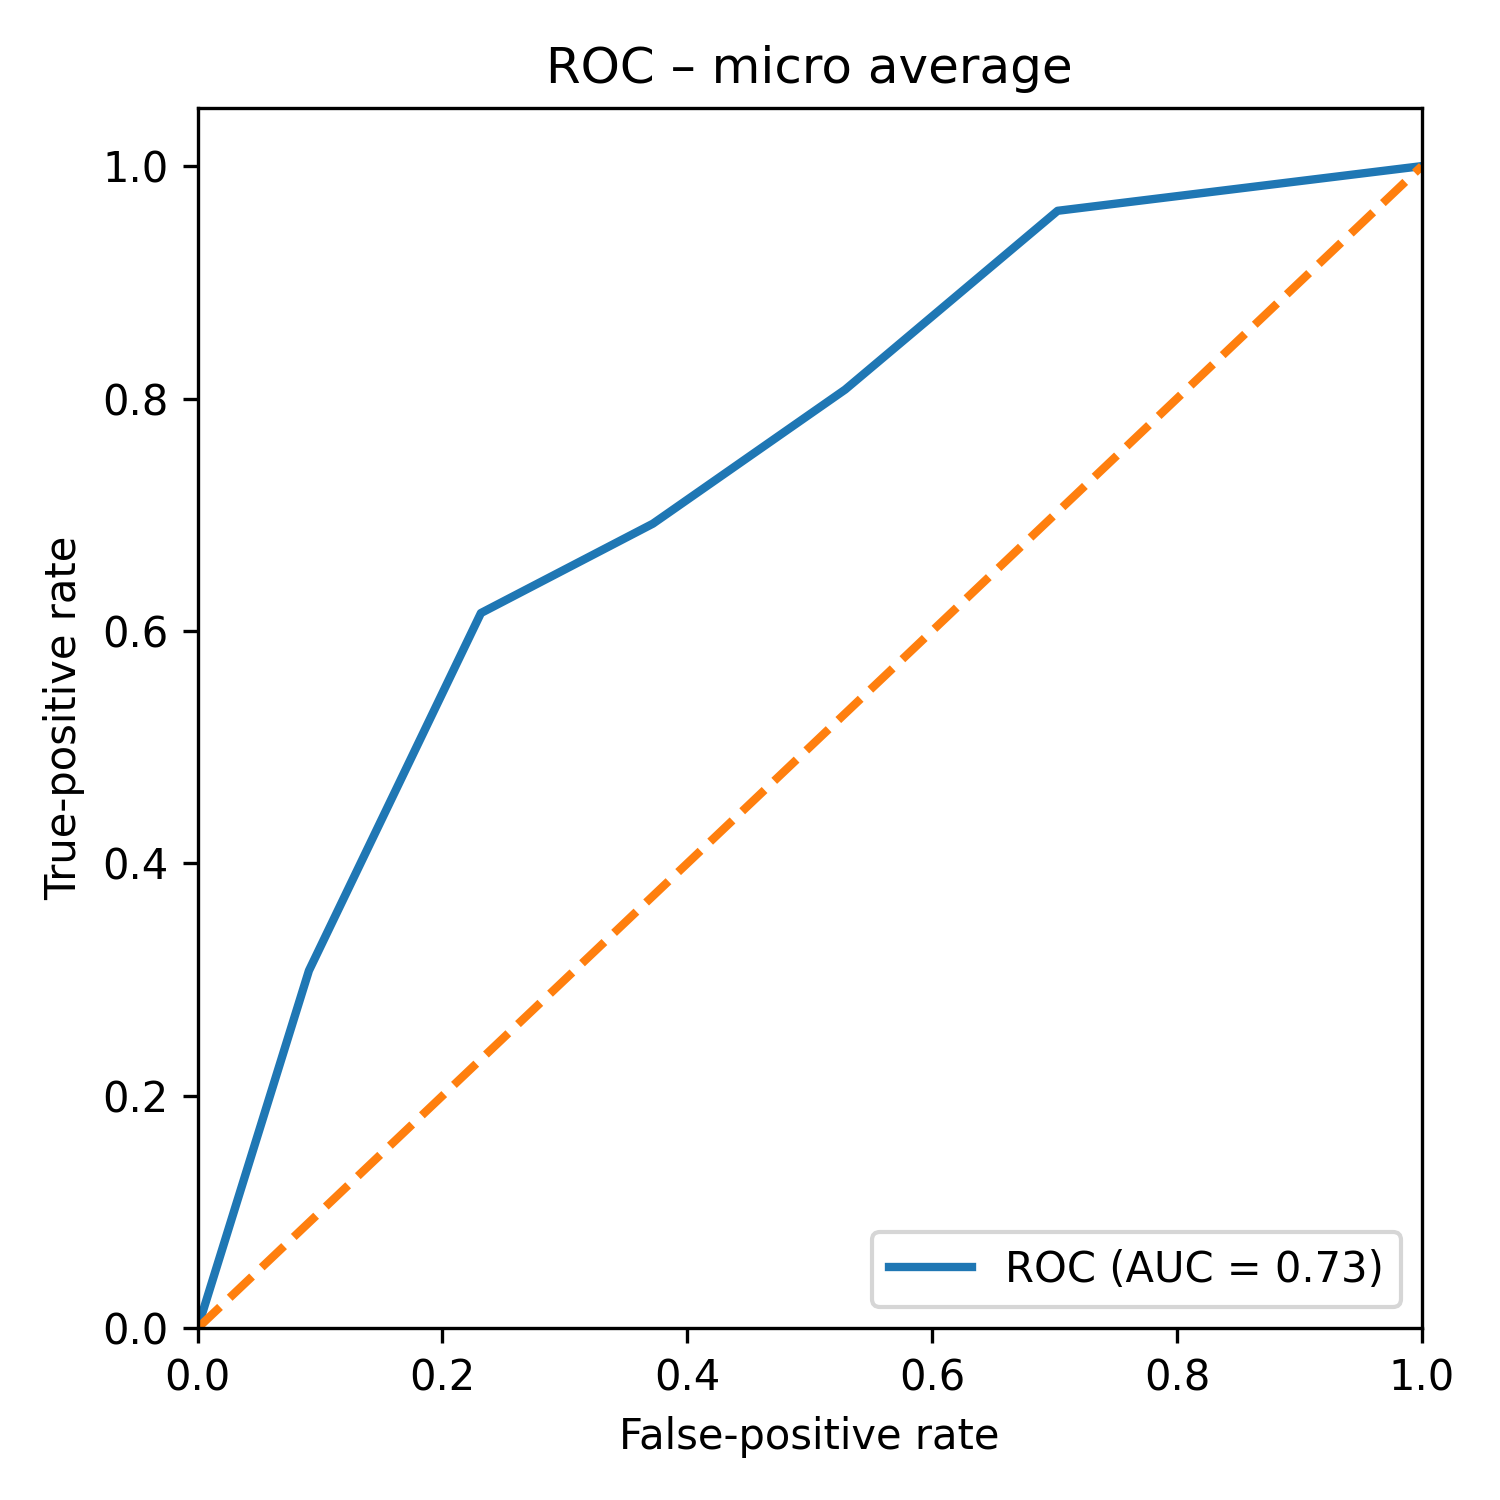 ROC – micro average
1.0
0.8
0.6
0.4
0.2
0.0
True-positive rate
ROC (AUC = 0.73)
0.0 0.2 0.4 0.6 0.8 1.0
False-positive rate